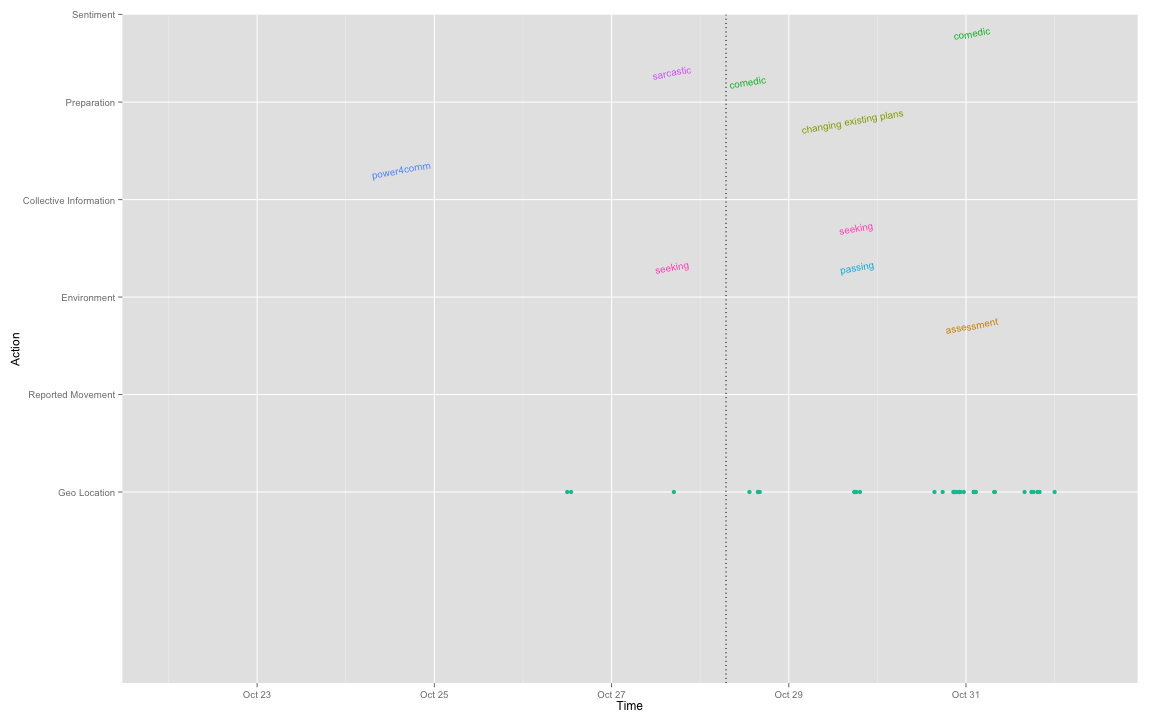 Sentiment
comedic
sarcastic
comedic
Preparation
changing existing plans
power4comm
Collective Information
seeking
seeking
passing
Environment
assessment
Action
Reported Movement
Geo Location
Oct 23
Oct 25
Oct 27
Oct 29
Oct 31
Time